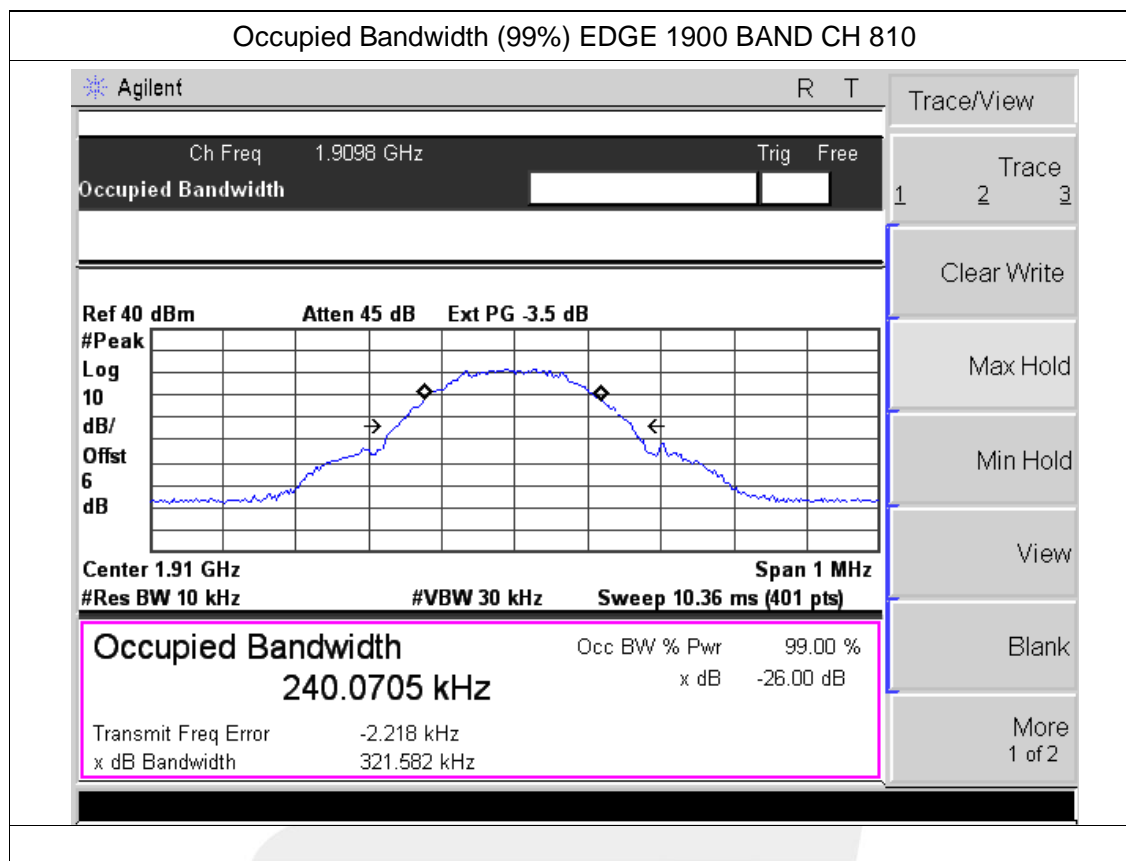 Occupied Bandwidth (99%) EDGE 1900 BAND CH 810
Agilent R T
Trace/View
Ch Freq 1.9098 GHz Trig Free
Occupied Bandwidth
Trace
1 2 3
Clear Write
Ref 40 dBm Atten 45 dB Ext PG -3.5 dB
#Peak
Log
10
dB/
Offst
6
dB
Max Hold
Min Hold
Center 1.91 GHz Span 1 MHz
#Res BW 10 kHz #VBW 30 kHz Sweep 10.36 ms (401 pts)
View
Occupied Bandwidth
240.0705 kHz
Occ BW % Pwr 99.00 %
x dB -26.00 dB
Transmit Freq Error -2.218 kHz
x dB Bandwidth 321.582 kHz
Blank
More
1 of 2